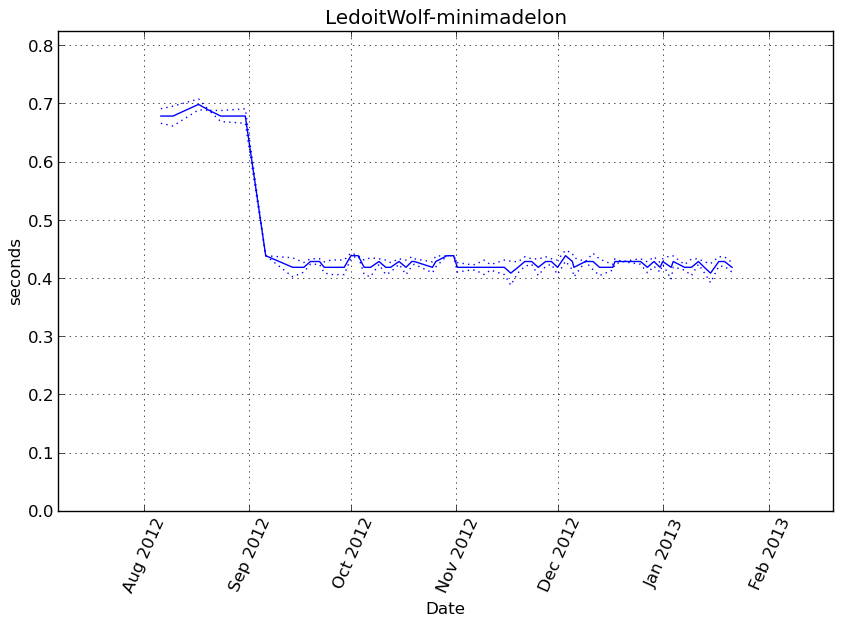 LedoitWolf-minimadelon
0.8
0.7
0.6
0.5
0.4
0.3
0.2
0.1
0.0
seconds
Aug 2012
Sep 2012
Oct 2012
Nov 2012
Dec 2012
Jan 2013
Feb 2013
Date